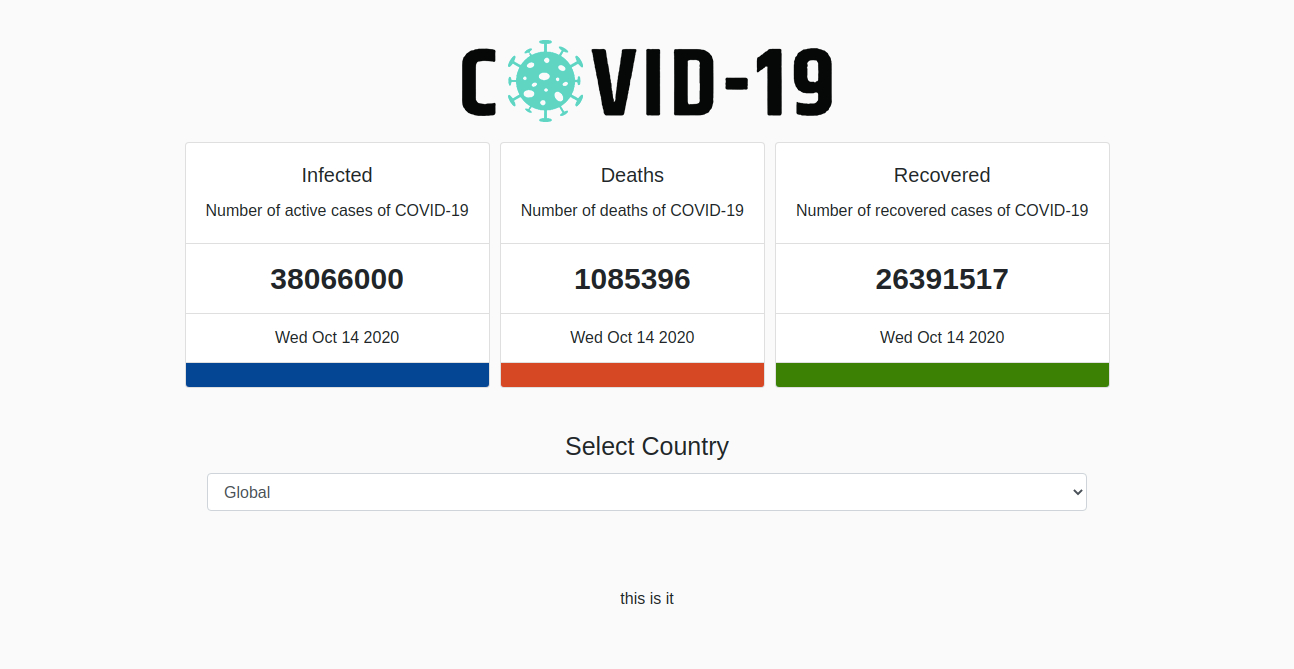 COVID-19
Infected
Number of active cases of COVID-19
38066000
Wed Oct 14 2020
Deaths
Number of deaths of COVID-19
1085396
Wed Oct 14 2020
Recovered
Number of recovered cases of COVID-19
26391517
Wed Oct 14 2020
Select Country
Global
this is it